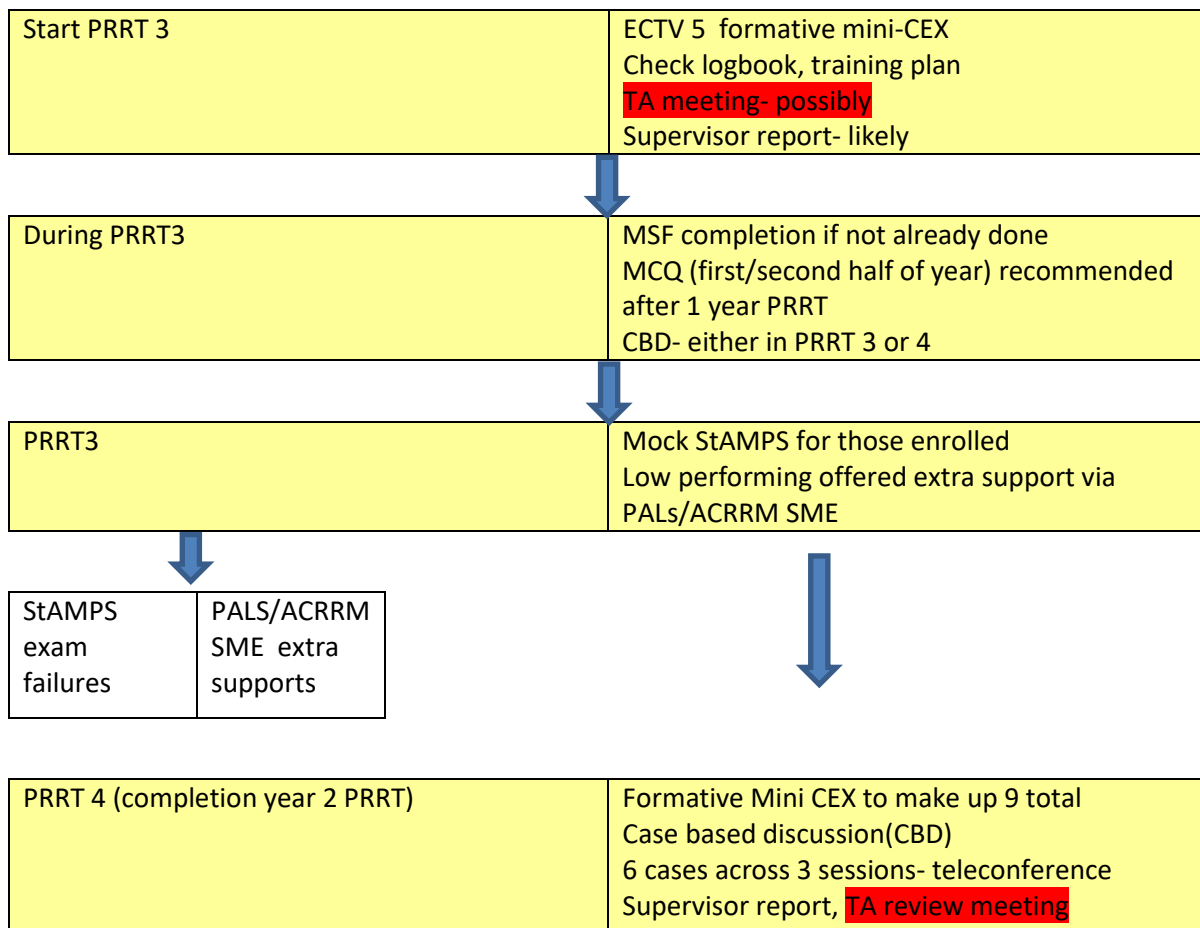 Start PRRT 3
ECTV 5  formative mini-CEX
Check logbook, training plan
TA meeting- possibly
Supervisor report- likely
During PRRT3
MSF completion if not already done
MCQ (first/second half of year) recommended
after 1 year PRRT
CBD- either in PRRT 3 or 4
PRRT3
Mock StAMPS for those enrolled
Low performing offered extra support via
PALs/ACRRM SME
StAMPS
exam
failures
PALS/ACRRM
SME  extra
supports
PRRT 4 (completion year 2 PRRT)
Formative Mini CEX to make up 9 total
Case based discussion(CBD)
6 cases across 3 sessions- teleconference
Supervisor report, TA review meeting